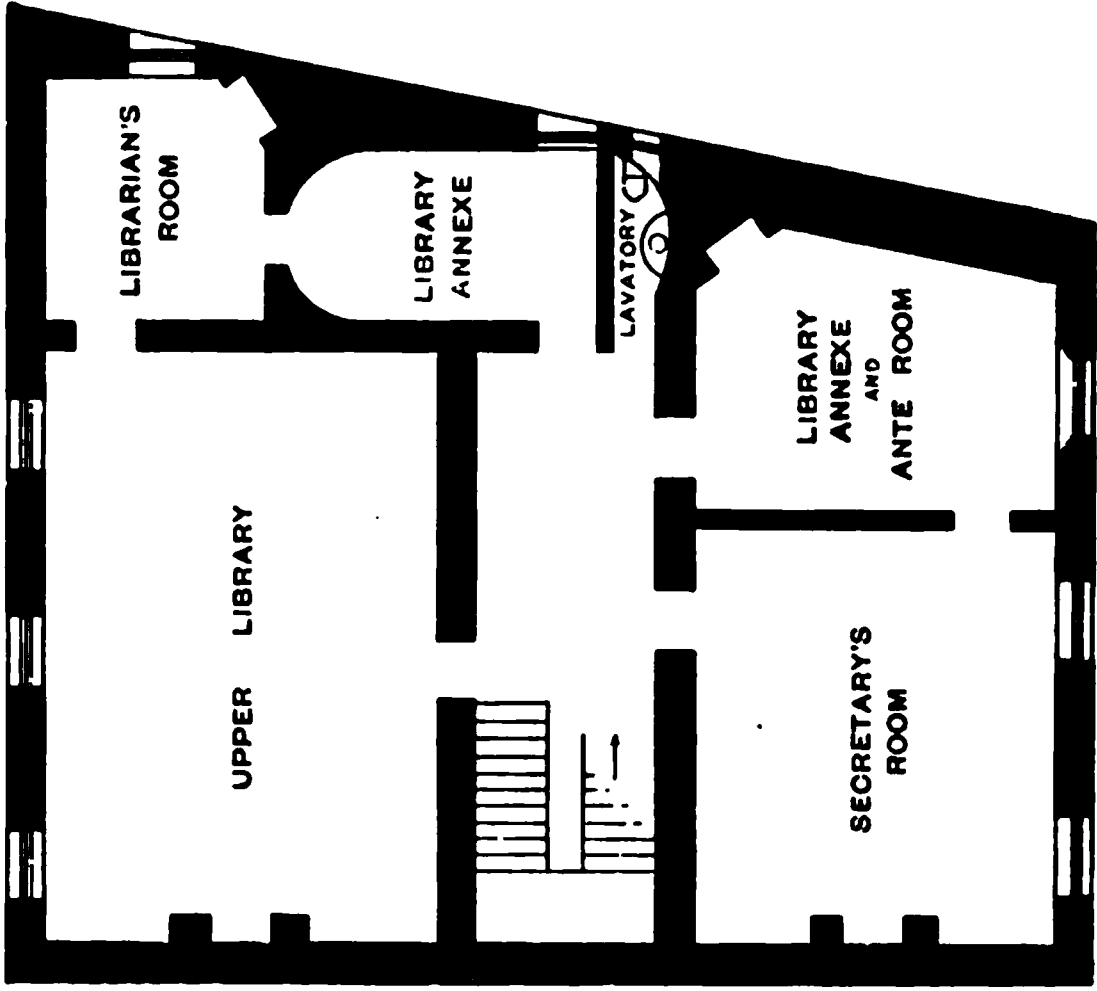 LIBRARIAN'S
ROOM
LIBRARY
ANNEXE
LAVATORY
LIBRARY
ANNEXE
AND
ANTE ROOM
UPPER LIBRARY
SECRETARY'S
ROOM